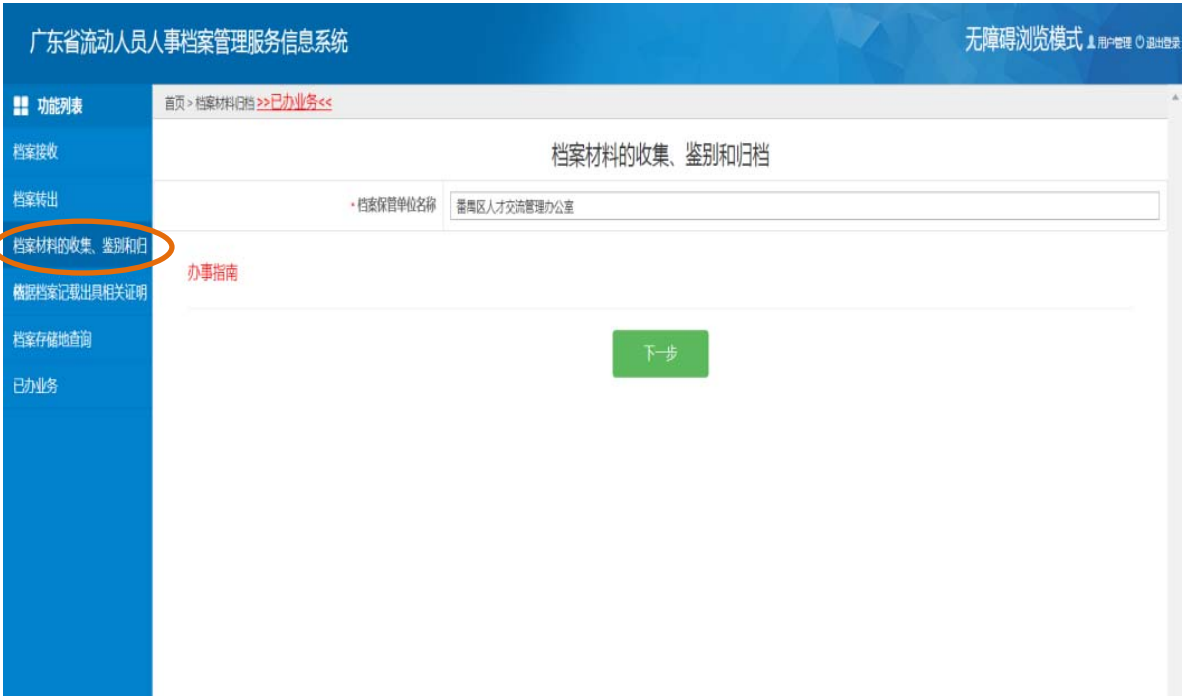 广东省流动人员人事档案管理服务信息系统
无障碍浏览模式 用户管理 退出登录
功能列表
首页 > 档案材料归档 >>已办业务<<
档案接收
档案材料的收集、鉴别和归档
档案转出
*档案保管单位名称 番禺区人才交流管理办公室
档案材料的收集、鉴别和归
办事指南
依据档案记载出具相关证明
档案存储地查询
下一步
已办业务